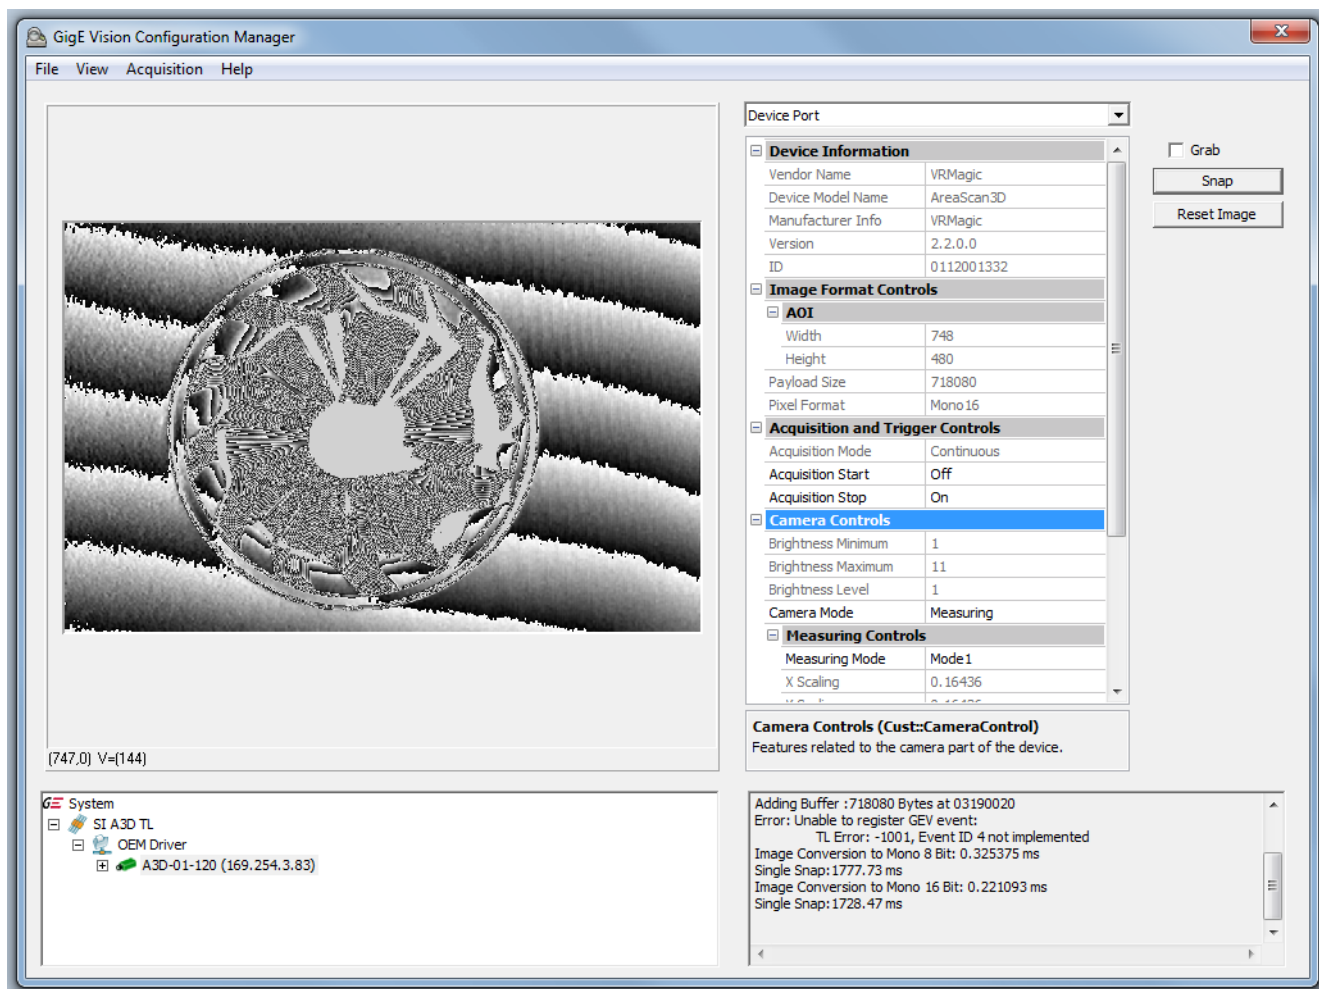 GigE Vision Configuration Manager
File View Acquisition Help
Device Port
Device Information
Vendor Name VRMagic
Device Model Name AreaScan3D
Manufacturer Info VRMagic
Version 2.2.0.0
ID 0112001332
Image Format Controls
AOI
Width 748
Height 480
Payload Size 718080
Pixel Format Mono16
Acquisition and Trigger Controls
Acquisition Mode Continuous
Acquisition Start Off
Acquisition Stop On
Camera Controls
Brightness Minimum 1
Brightness Maximum 11
Brightness Level 1
Camera Mode Measuring
Measuring Controls
Measuring Mode Mode1
X Scaling 0.16436
Grab
Snap
Reset Image
Camera Controls (Cust::CameraControl)
Features related to the camera part of the device.
(747,0) V=(144)
GE System
SI A3D TL
OEM Driver
A3D-01-120 (169.254.3.83)
Adding Buffer :718080 Bytes at 03190020
Error: Unable to register GEV event:
TL Error: -1001, Event ID 4 not implemented
Image Conversion to Mono 8 Bit: 0.325375 ms
Single Snap:1777.73 ms
Image Conversion to Mono 16 Bit: 0.221093 ms
Single Snap:1728.47 ms